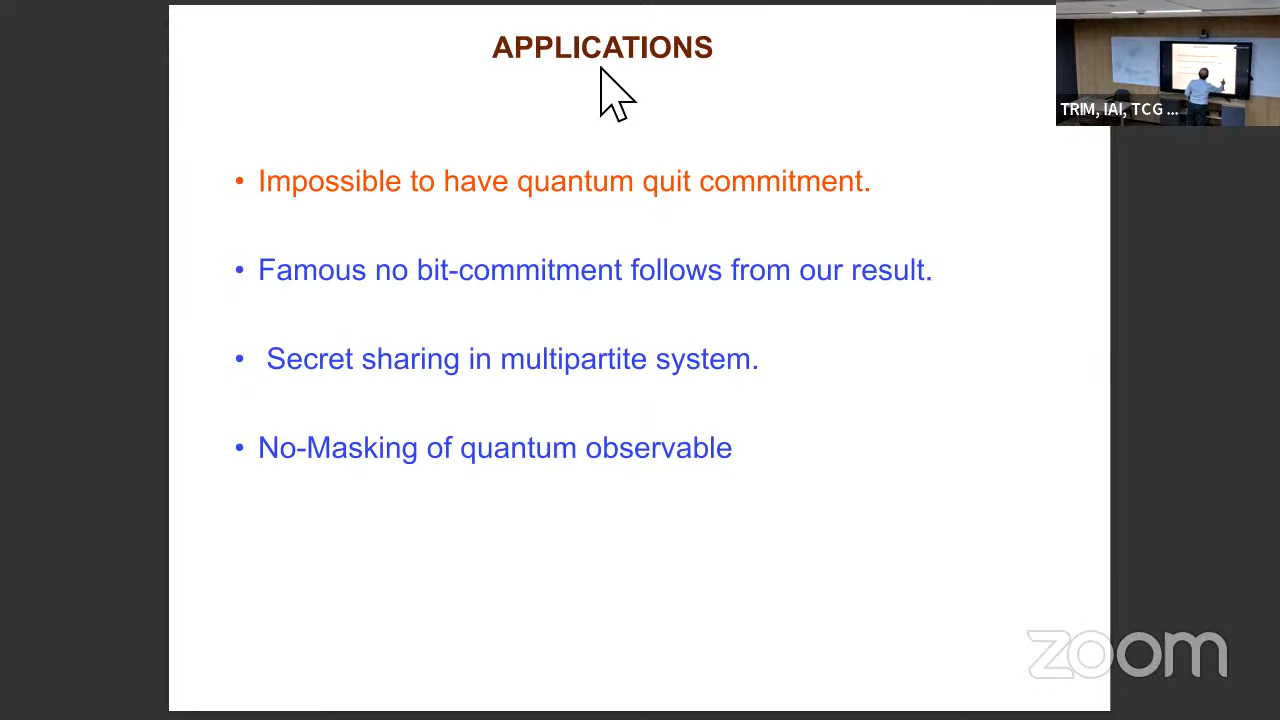 APPLICATIONS
TRIM, IAI, TCG ...
• Impossible to have quantum quit commitment.
• Famous no bit-commitment follows from our result.
• Secret sharing in multipartite system.
• No-Masking of quantum observable
zoom